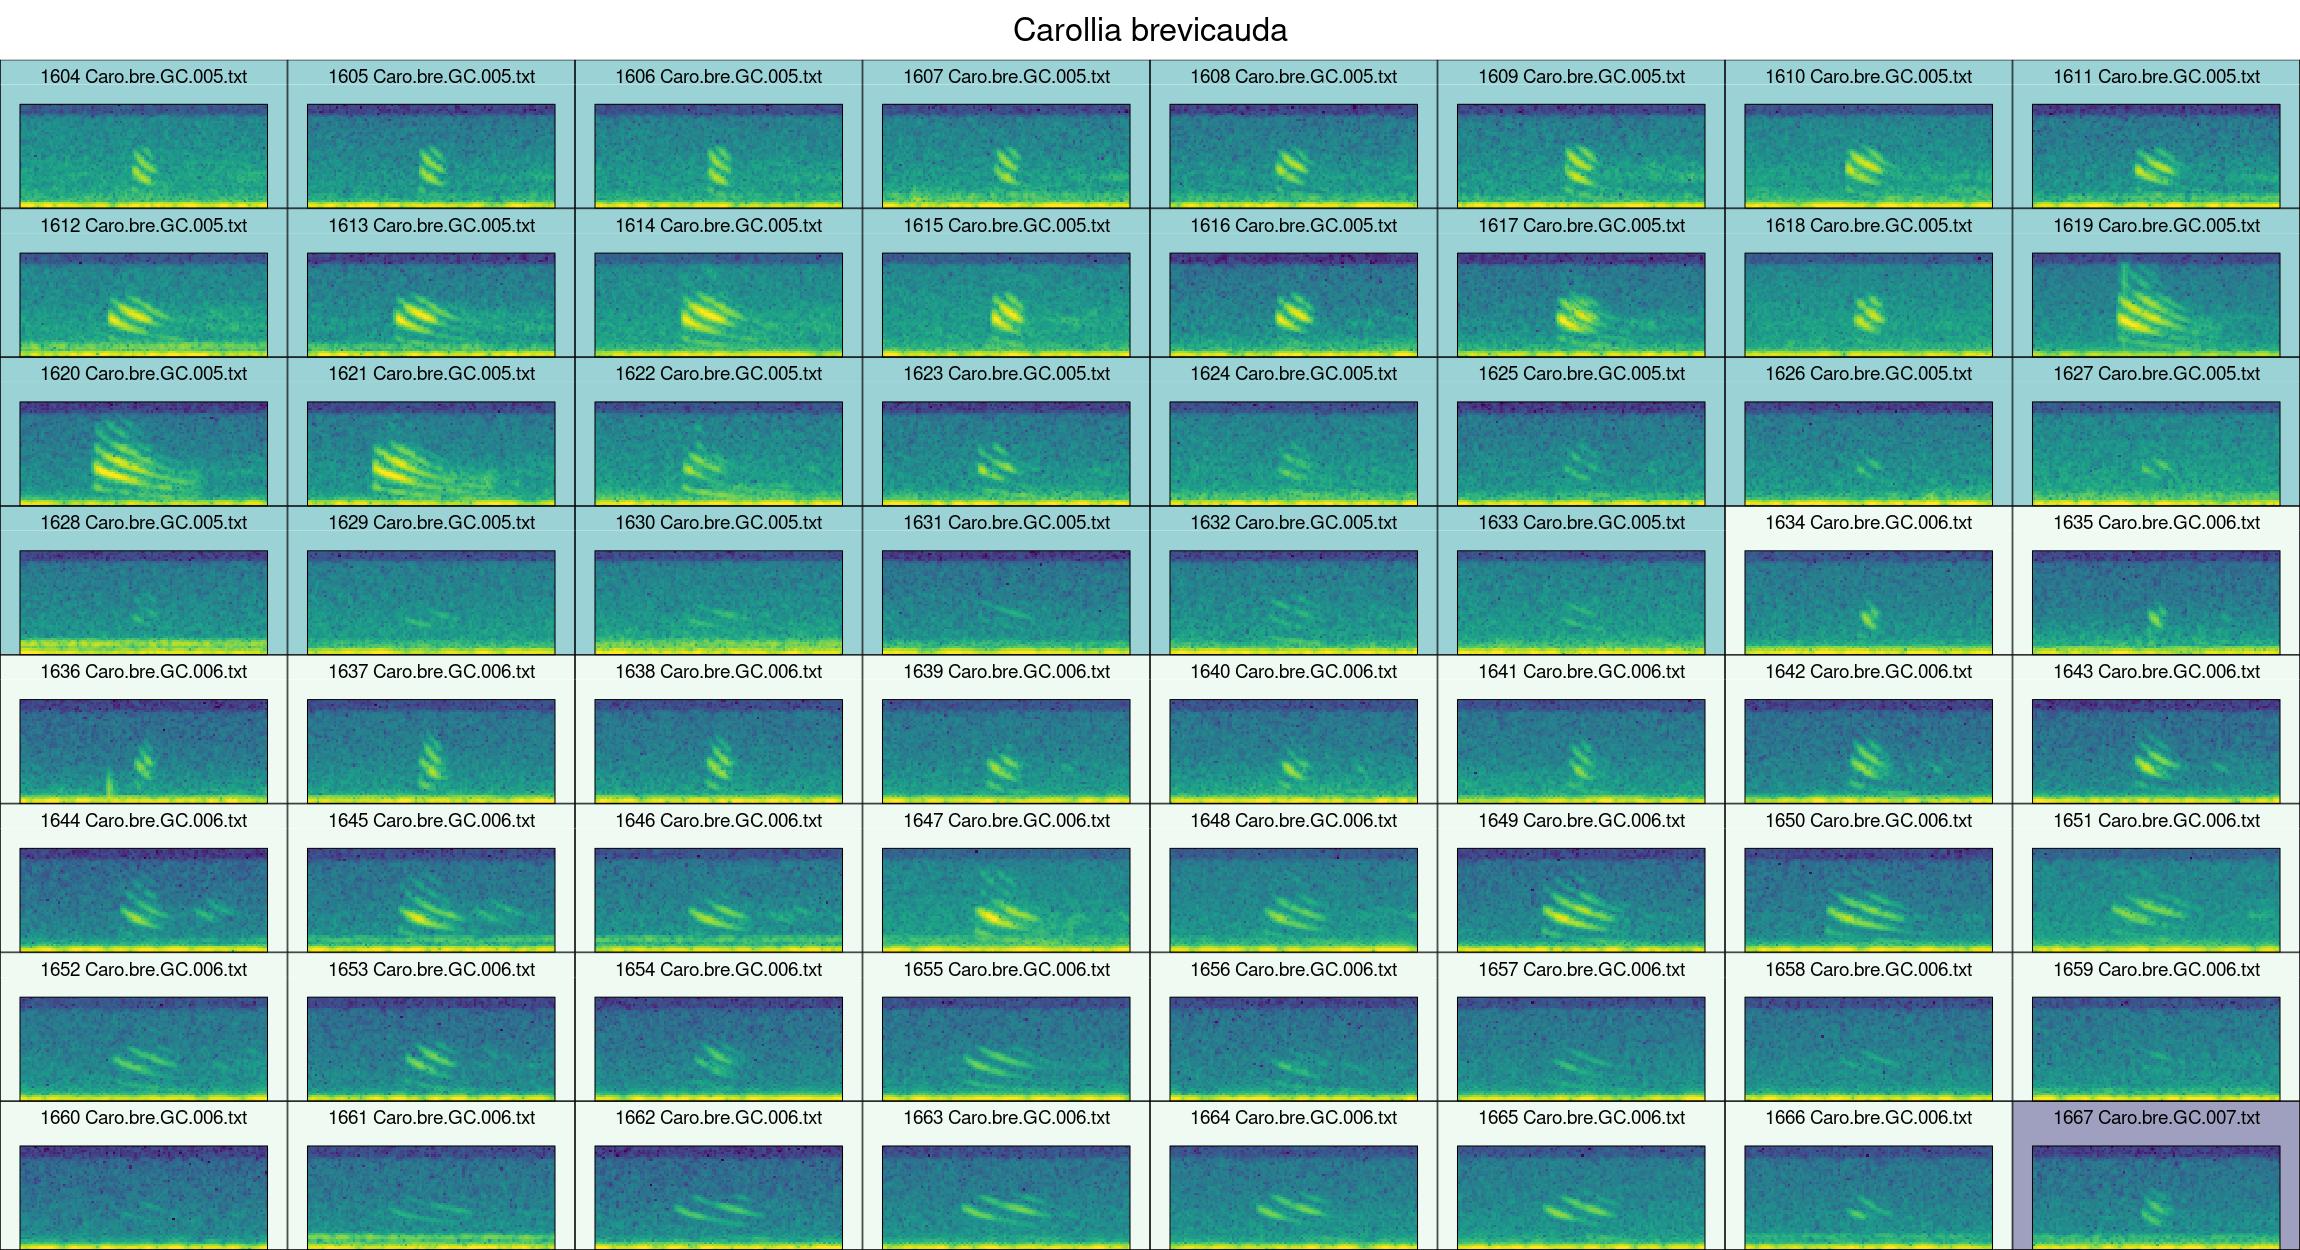 Carollia brevicauda
1604 Caro.bre.GC.005.txt 1605 Caro.bre.GC.005.txt 1606 Caro.bre.GC.005.txt 1607 Caro.bre.GC.005.txt 1608 Caro.bre.GC.005.txt 1609 Caro.bre.GC.005.txt 1610 Caro.bre.GC.005.txt 1611 Caro.bre.GC.005.txt
1612 Caro.bre.GC.005.txt 1613 Caro.bre.GC.005.txt 1614 Caro.bre.GC.005.txt 1615 Caro.bre.GC.005.txt 1616 Caro.bre.GC.005.txt 1617 Caro.bre.GC.005.txt 1618 Caro.bre.GC.005.txt 1619 Caro.bre.GC.005.txt
1620 Caro.bre.GC.005.txt 1621 Caro.bre.GC.005.txt 1622 Caro.bre.GC.005.txt 1623 Caro.bre.GC.005.txt 1624 Caro.bre.GC.005.txt 1625 Caro.bre.GC.005.txt 1626 Caro.bre.GC.005.txt 1627 Caro.bre.GC.005.txt
1628 Caro.bre.GC.005.txt 1629 Caro.bre.GC.005.txt 1630 Caro.bre.GC.005.txt 1631 Caro.bre.GC.005.txt 1632 Caro.bre.GC.005.txt 1633 Caro.bre.GC.005.txt 1634 Caro.bre.GC.006.txt 1635 Caro.bre.GC.006.txt
1636 Caro.bre.GC.006.txt 1637 Caro.bre.GC.006.txt 1638 Caro.bre.GC.006.txt 1639 Caro.bre.GC.006.txt 1640 Caro.bre.GC.006.txt 1641 Caro.bre.GC.006.txt 1642 Caro.bre.GC.006.txt 1643 Caro.bre.GC.006.txt
1644 Caro.bre.GC.006.txt 1645 Caro.bre.GC.006.txt 1646 Caro.bre.GC.006.txt 1647 Caro.bre.GC.006.txt 1648 Caro.bre.GC.006.txt 1649 Caro.bre.GC.006.txt 1650 Caro.bre.GC.006.txt 1651 Caro.bre.GC.006.txt
1652 Caro.bre.GC.006.txt 1653 Caro.bre.GC.006.txt 1654 Caro.bre.GC.006.txt 1655 Caro.bre.GC.006.txt 1656 Caro.bre.GC.006.txt 1657 Caro.bre.GC.006.txt 1658 Caro.bre.GC.006.txt 1659 Caro.bre.GC.006.txt
1660 Caro.bre.GC.006.txt 1661 Caro.bre.GC.006.txt 1662 Caro.bre.GC.006.txt 1663 Caro.bre.GC.006.txt 1664 Caro.bre.GC.006.txt 1665 Caro.bre.GC.006.txt 1666 Caro.bre.GC.006.txt 1667 Caro.bre.GC.007.txt